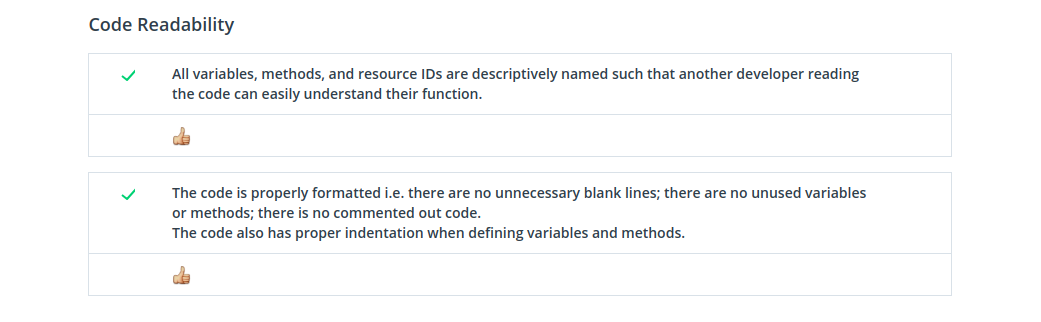 Code Readability
All variables, methods, and resource IDs are descriptively named such that another developer reading
the code can easily understand their function.
The code is properly formatted i.e. there are no unnecessary blank lines; there are no unused variables
or methods; there is no commented out code.
The code also has proper indentation when defining variables and methods.